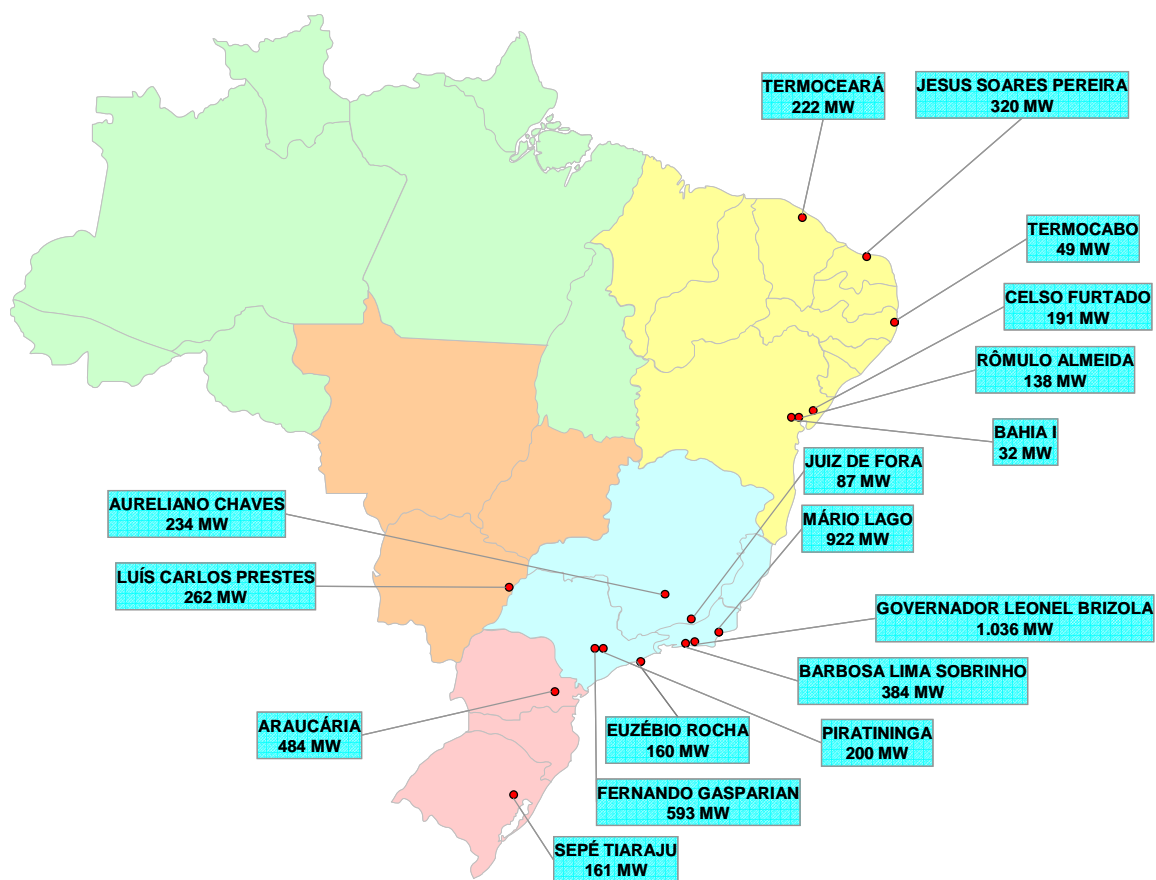 TERMOCEARÁ
222 MW
JESUS SOARES PEREIRA
320 MW
TERMOCABO
49 MW
CELSO FURTADO
191 MW
RÔMULO ALMEIDA
138 MW
BAHIA I
32 MW
JUIZ DE FORA
87 MW
AURELIANO CHAVES
234 MW
MÁRIO LAGO
922 MW
LUÍS CARLOS PRESTES
262 MW
GOVERNADOR LEONEL BRIZOLA
1.036 MW
BARBOSA LIMA SOBRINHO
384 MW
ARAUCÁRIA
484 MW
EUZÉBIO ROCHA
160 MW
PIRATININGA
200 MW
FERNANDO GASPARIAN
593 MW
SEPÉ TIARAJU
161 MW